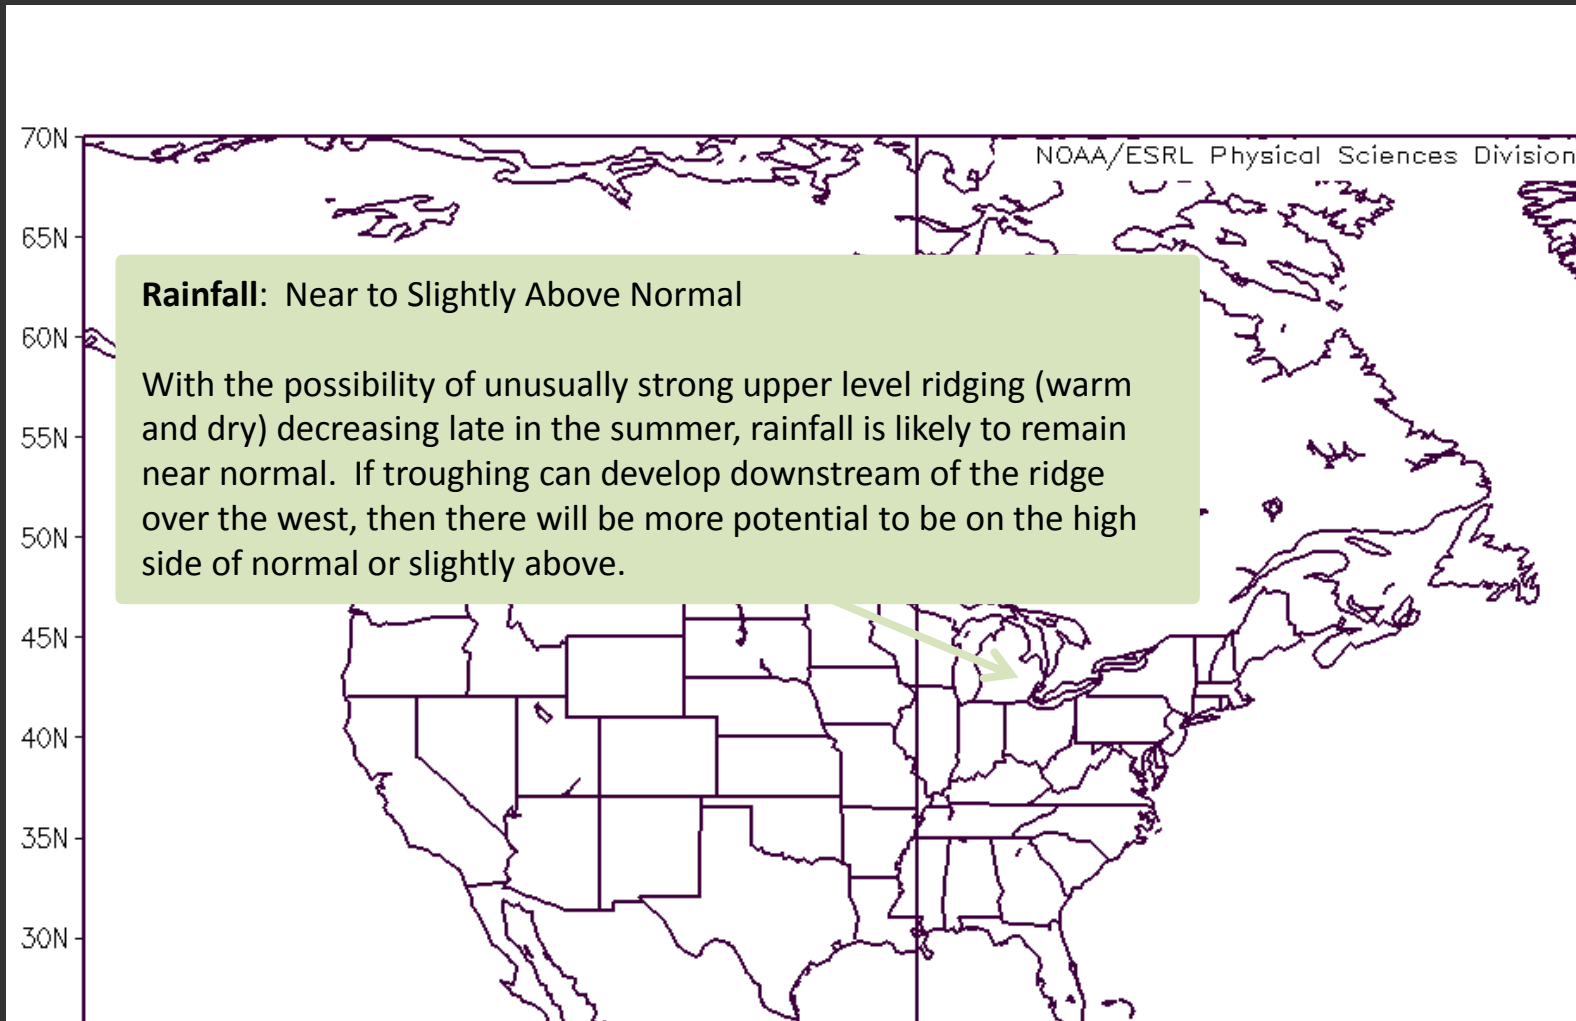 70N
NOAA/ESRL Physical Sciences Division
65N
Rainfall:  Near to Slightly Above Normal
60N
With the possibility of unusually strong upper level ridging (warm
and dry) decreasing late in the summer, rainfall is likely to remain
55N
near normal.  If troughing can develop downstream of the ridge
over the west, then there will be more potential to be on the high
50N
side of normal or slightly above.
45N
40N
35N
30N